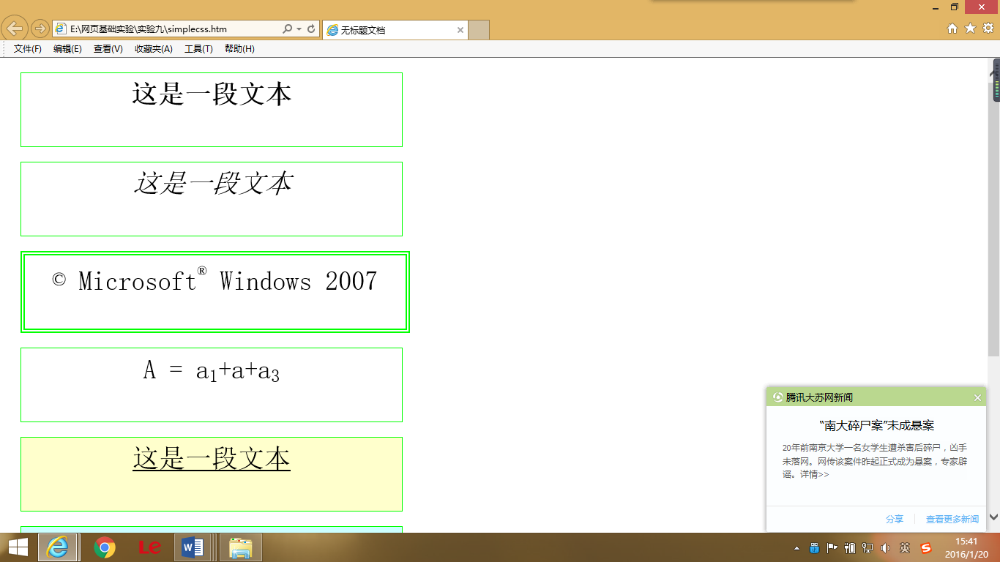 E:\网页基础实验\实验九\simplecss.htm
无标题文档
文件(F) 编辑(E) 查看(V) 收藏夹(A) 工具(T) 帮助(H)
这是一段文本
这是一段文本
© Microsoft® Windows 2007
A = a₁+a+a₃
这是一段文本
腾讯大苏网新闻
“南大碎尸案”未成悬案
20年前南京大学一名女学生遭杀害后碎尸，凶手
未落网。网传该案件昨起正式成为悬案，专家辟
谣。详情>>
分享
查看更多新闻
Le
英
15:41
2016/1/20